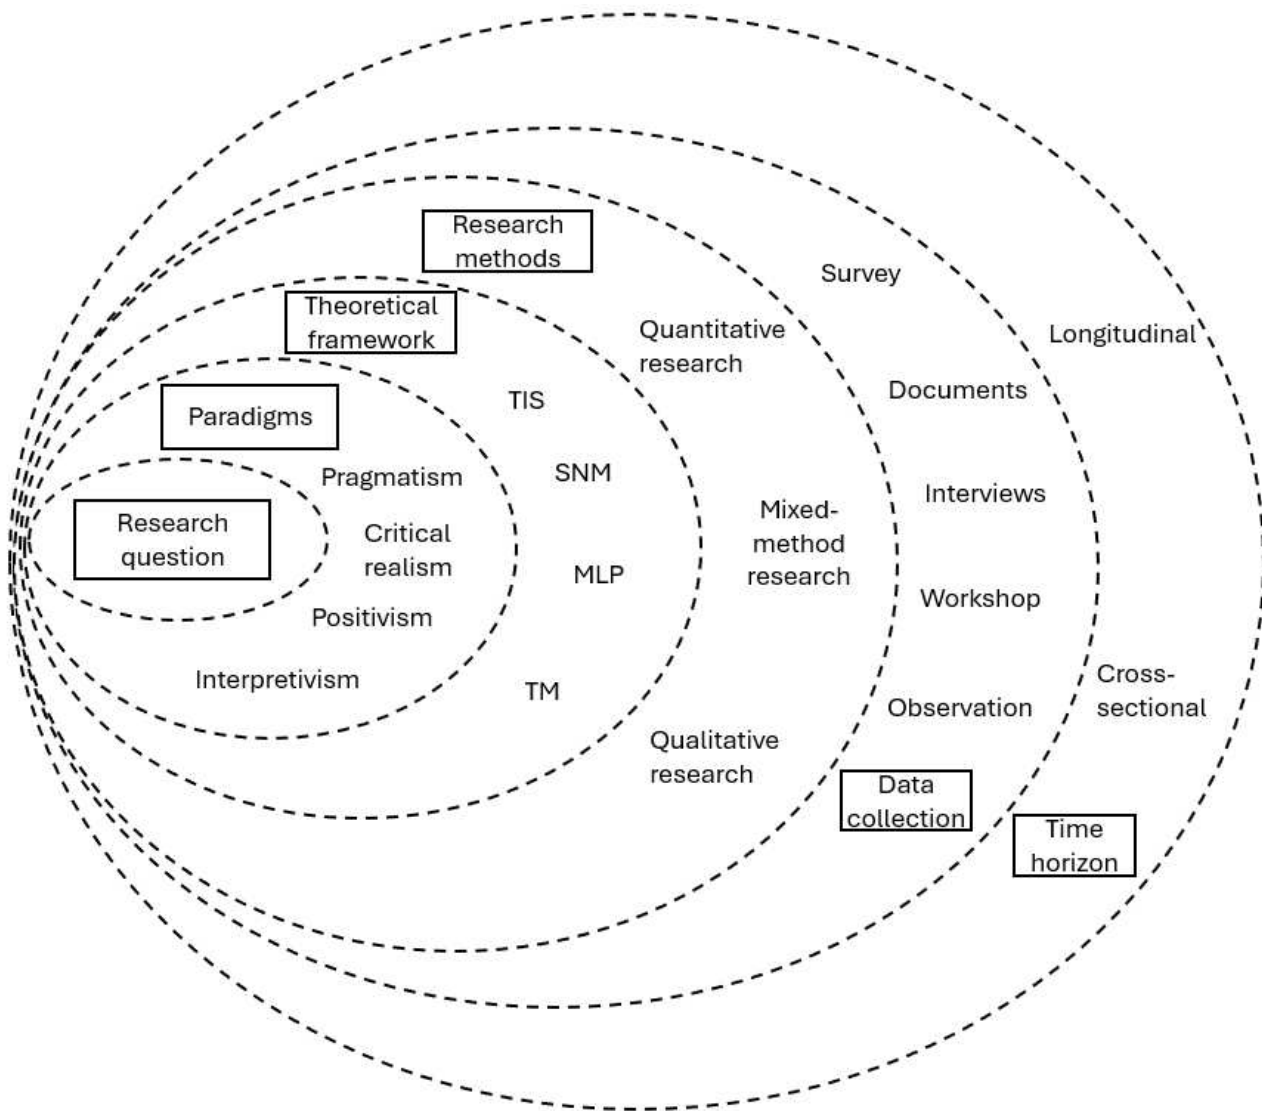 Research
methods
Survey
Theoretical
framework
Quantitative
research
Longitudinal
Paradigms
TIS
Documents
Pragmatism
SNM
Interviews
Research
question
Critical
realism
Mixed-
method
research
MLP
Workshop
Positivism
Interpretivism
TM
Observation
Cross-
sectional
Qualitative
research
Data
collection
Time
horizon